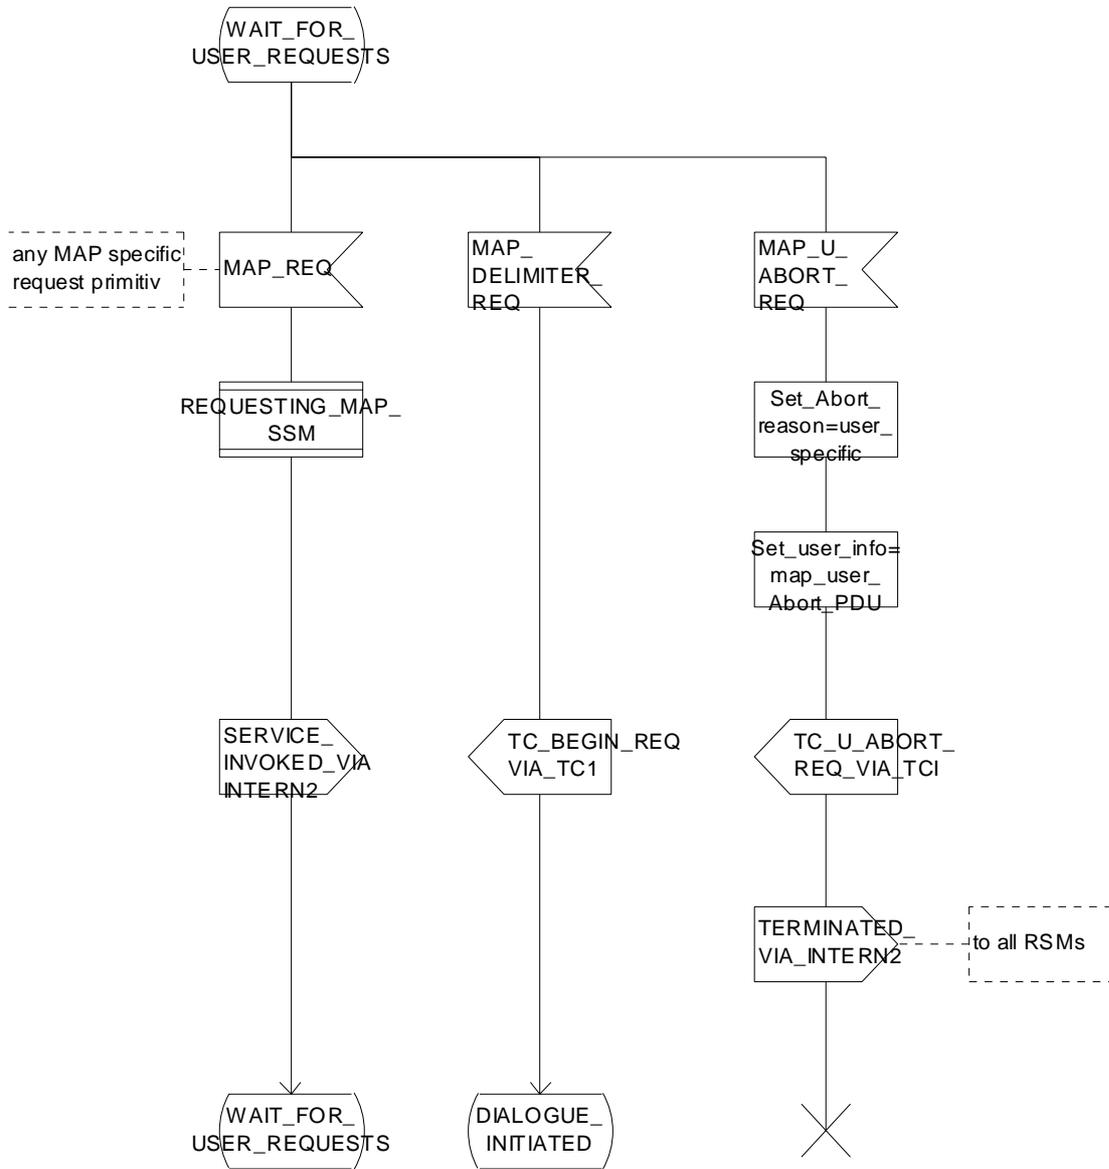 WAIT_FOR_
USER_REQUESTS
any MAP specific
request primitiv
MAP_REQ
MAP_
DELIMITER_
REQ
MAP_U_
ABORT_
REQ
REQUESTING_MAP_
SSM
Set_Abort_
reason=user_
specific
Set_user_info=
map_user_
Abort_PDU
SERVICE_
INVOKED_VIA
INTERN2
TC_BEGIN_REQ
VIA_TC1
TC_U_ABORT_
REQ_VIA_TCI
TERMINATED_
VIA_INTERN2
to all RSMs
WAIT_FOR_
USER_REQUESTS
DIALOGUE_
INITIATED